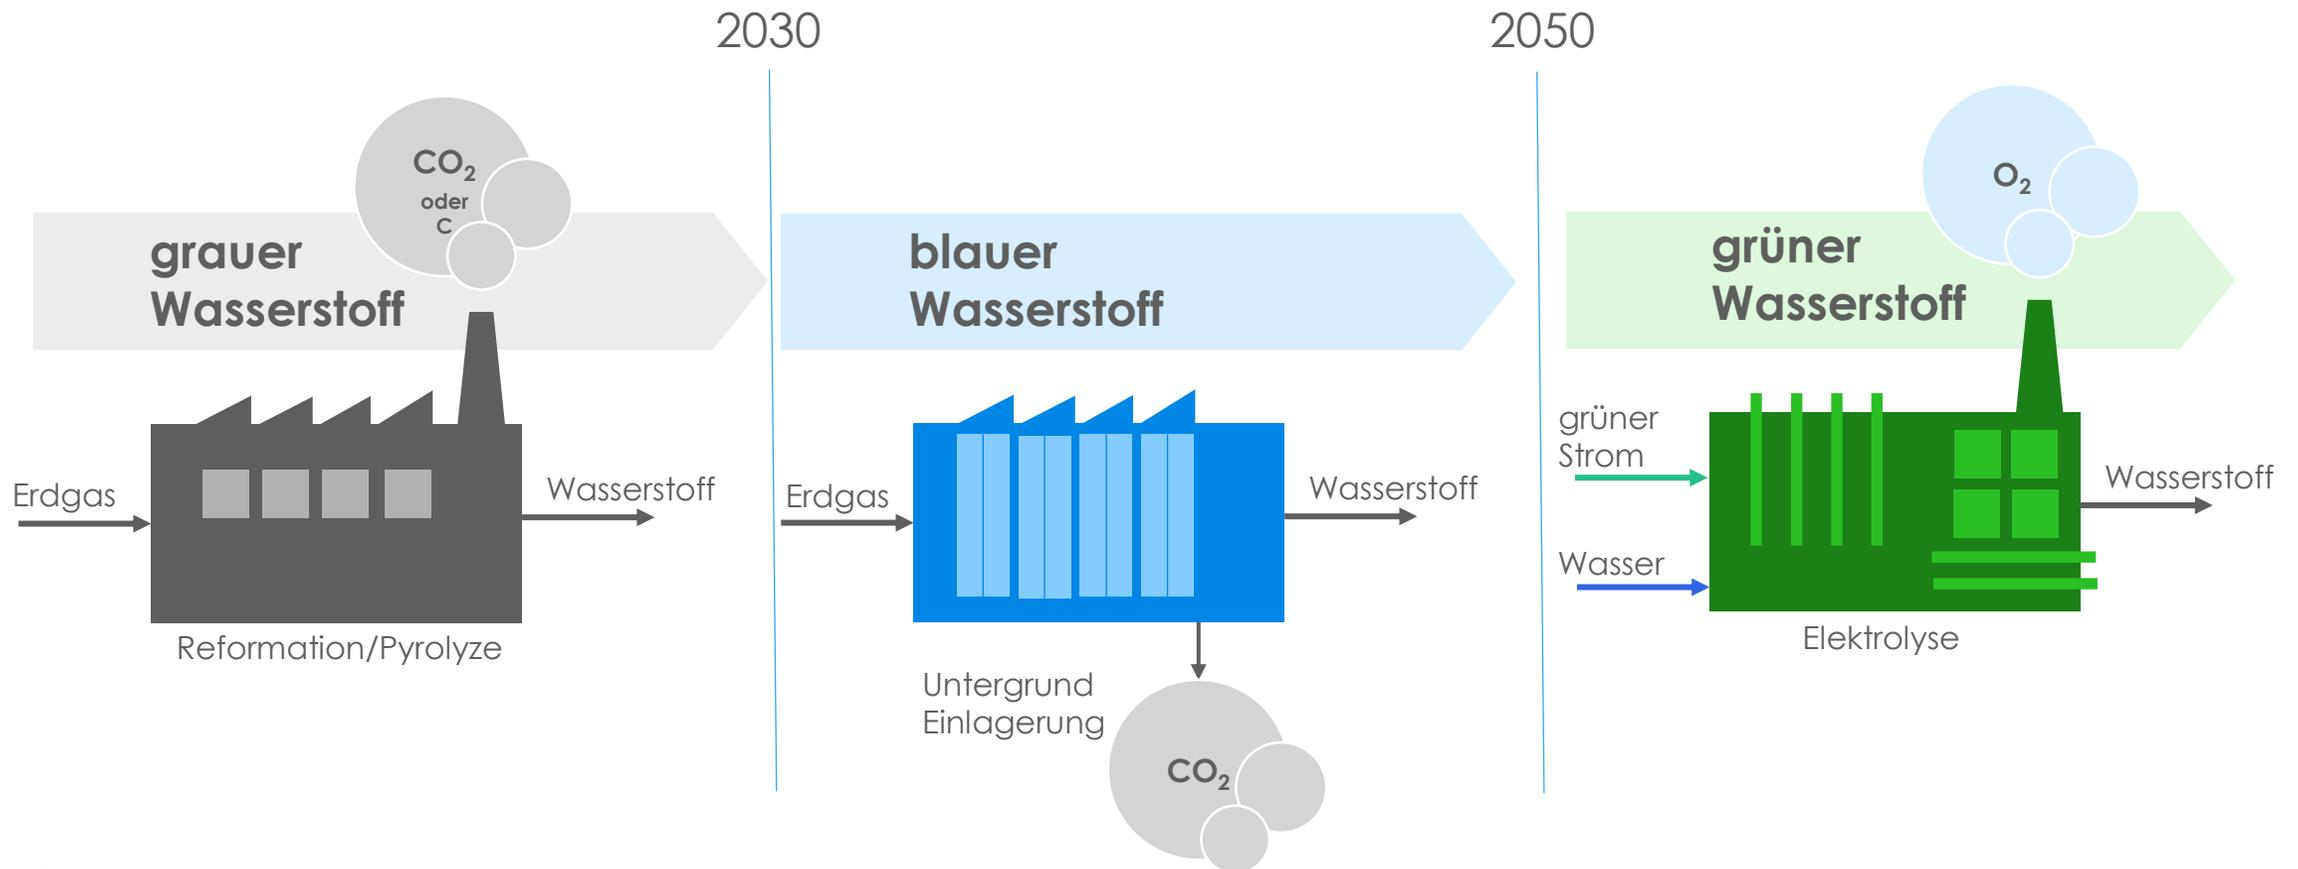 2030
2050
CO₂
oder
C
grauer
Wasserstoff
Erdgas
Wasserstoff
Reformation/Pyrolyze
blauer
Wasserstoff
Erdgas
Wasserstoff
Untergrund
Einlagerung
CO₂
O₂
grüner
Wasserstoff
grüner
Strom
Wasser
Wasserstoff
Elektrolyse